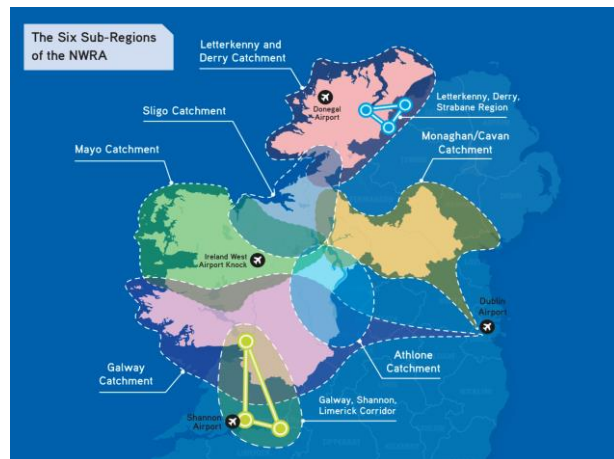 The Six Sub-Regions
of the NWRA
Letterkenny and
Derry Catchment
Donegal
Airport
Letterkenny, Derry,
Strabane Region
Sligo Catchment
Monaghan/Cavan
Catchment
Mayo Catchment
Ireland West
Airport Knock
Dublin
Airport
Galway
Catchment
Athlone
Catchment
Shannon
Airport
Galway, Shannon,
Limerick Corridor